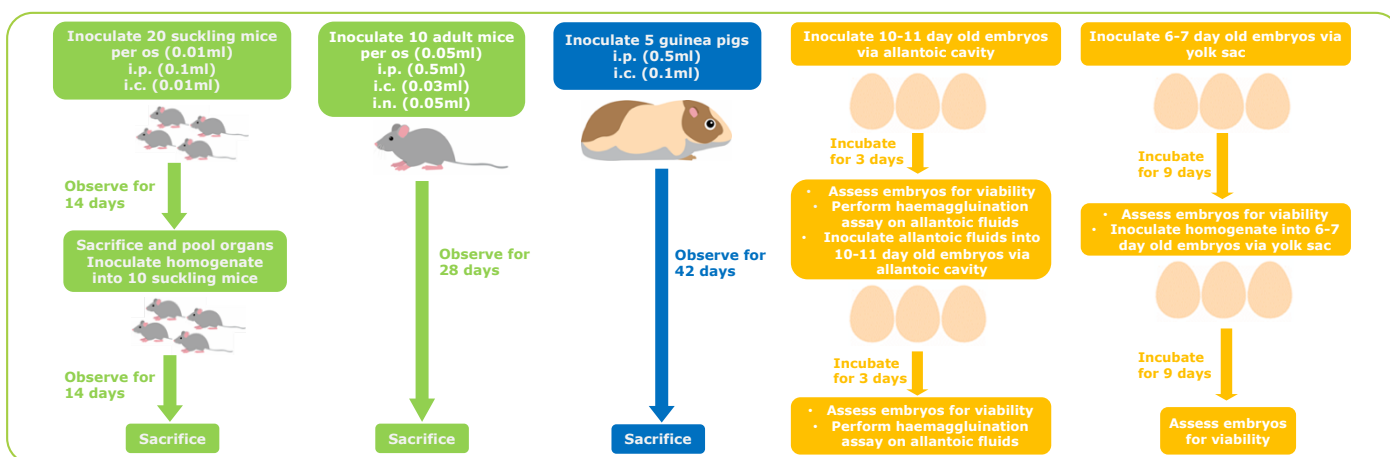 Inoculate 20 suckling mice
per os (0.01ml)
i.p. (0.1ml)
i.c. (0.01ml)
Observe for
14 days
Sacrifice and pool organs
Inoculate homogenate
into 10 suckling mice
Observe for
14 days
Sacrifice
Inoculate 10 adult mice
per os (0.05ml)
i.p. (0.5ml)
i.c. (0.03ml)
i.n. (0.05ml)
Observe for
28 days
Sacrifice
Inoculate 5 guinea pigs
i.p. (0.5ml)
i.c. (0.1ml)
Observe for
42 days
Sacrifice
Inoculate 10-11 day old embryos
via allantoic cavity
Incubate
for 3 days
• Assess embryos for viability
• Perform haemaggluination
assay on allantoic fluids
• Inoculate allantoic fluids into
10-11 day old embryos via
allantoic cavity
Incubate
for 3 days
• Assess embryos for viability
• Perform haemaggluination
assay on allantoic fluids
Inoculate 6-7 day old embryos via
yolk sac
Incubate
for 9 days
• Assess embryos for viability
• Inoculate homogenate into 6-7
day old embryos via yolk sac
Incubate
for 9 days
Assess embryos
for viability